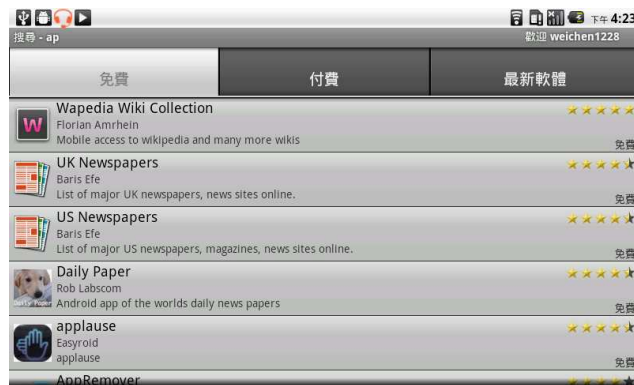 下午 4:23
搜尋 - ap
歡迎 weichen1228
免費
付費
最新軟體
W
Wapedia Wiki Collection
Florian Amrhein
Mobile access to wikipedia and many more wikis
免費
UK Newspapers
Baris Efe
List of major UK newspapers, news sites online.
免費
US Newspapers
Baris Efe
List of major US newspapers, magazines, news sites online.
免費
Daily Paper
Daily Paper
Rob Labscom
Android app of the worlds daily news papers
免費
applause
Easyroid
applause
免費
AppRemover